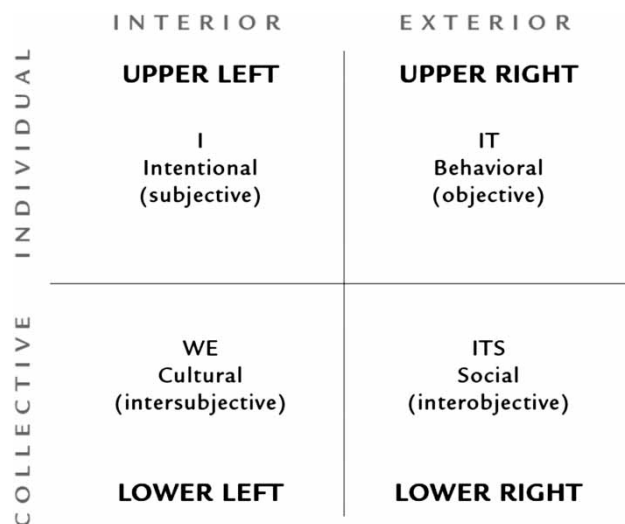 INTERIOR
EXTERIOR
INDIVIDUAL
UPPER LEFT
I
Intentional
(subjective)
UPPER RIGHT
IT
Behavioral
(objective)
COLLECTIVE
WE
Cultural
(intersubjective)
LOWER LEFT
ITS
Social
(interobjective)
LOWER RIGHT